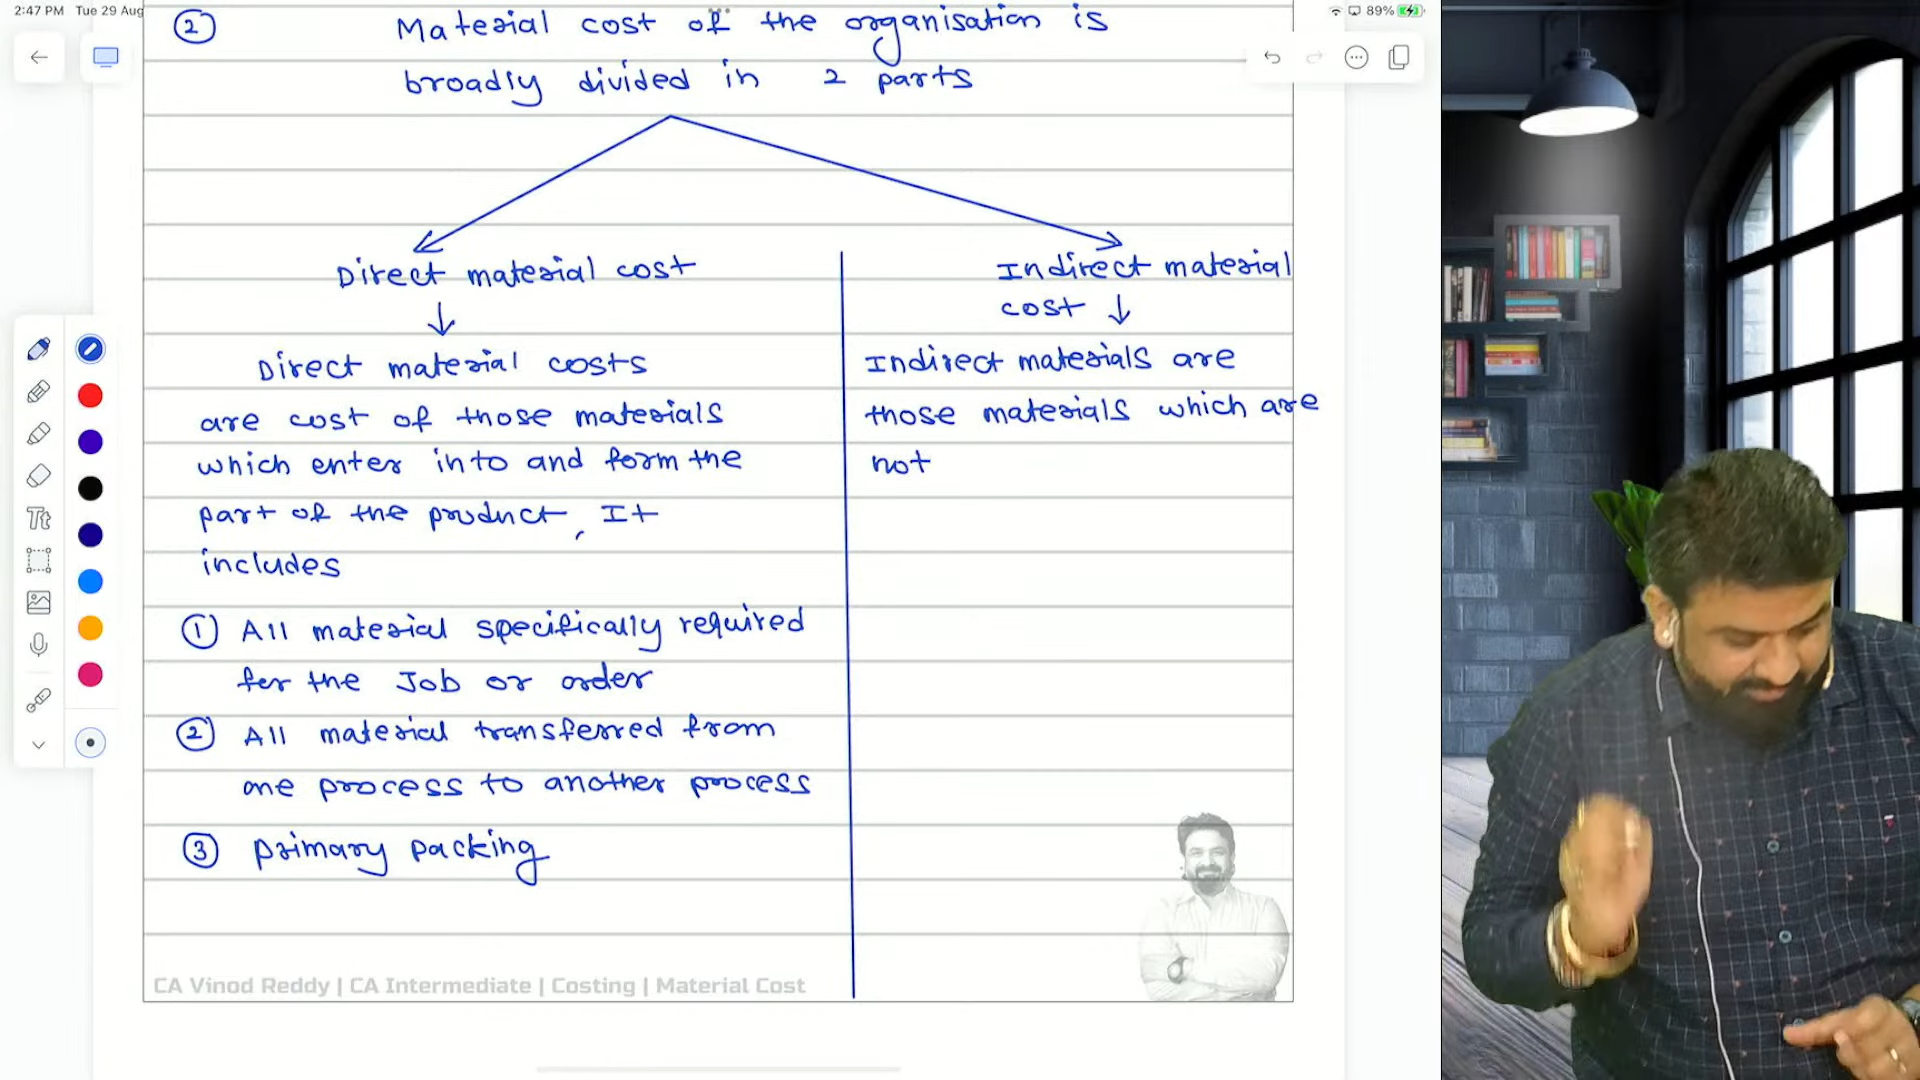 2:47 PM Tue 29 Aug
89%
② Material cost of the organisation is
broadly divided in 2 parts
Direct material cost
Direct material costs
are cost of those materials
which enter into and form the
part of the product, It
includes
① All material specifically required
for the Job or order
② All material transferred from
one process to another process
③ primary packing
Indirect material
cost
Indirect materials are
those materials which are
not
Tt
CA Vinod Reddy | CA Intermediate | Costing | Material Cost